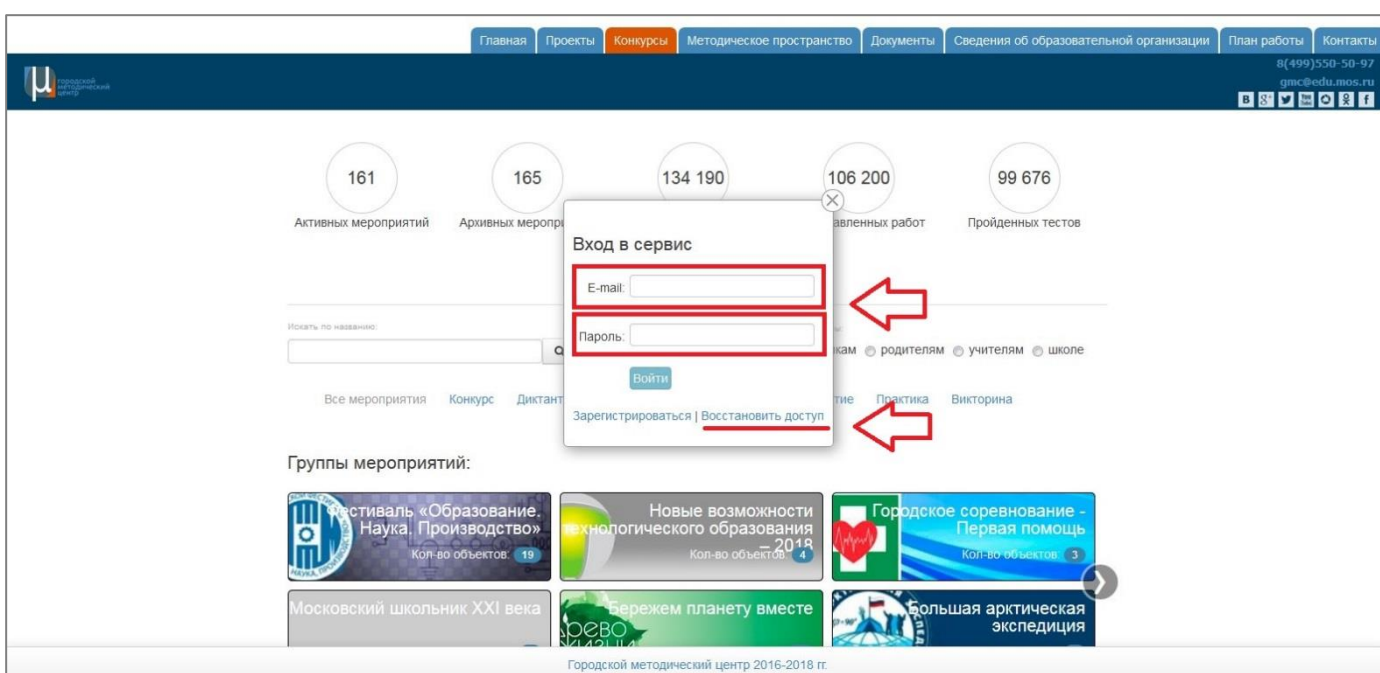 Главная Проекты Конкурсы Методическое пространство Документы Сведения об образовательной организации План работы Контакты
8(499)550-50-97
городской
методический
центр
gmc@edu.mos.ru
161 165 134 190 106 200 99 676
Активных мероприятий Архивных меропр авленных работ Пройденных тестов
Вход в сервис
E-mail:
Искать по названию:
Пароль:
кам родителям учителям школе
Войти
Все мероприятия Конкурс Диктант тие Практика Викторина
Зарегистрироваться | Восстановить доступ
Группы мероприятий:
Фестиваль «Образование. Новые возможности Городское соревнование -
Наука. Производство» технологического образования Первая помощь
– 2018
Кол-во объектов: 19 Кол-во объектов: 4 Кол-во объектов: 3
Московский школьник XXI века Бережем планету вместе Большая арктическая
экспедиция
Городской методический центр 2016-2018 гг.